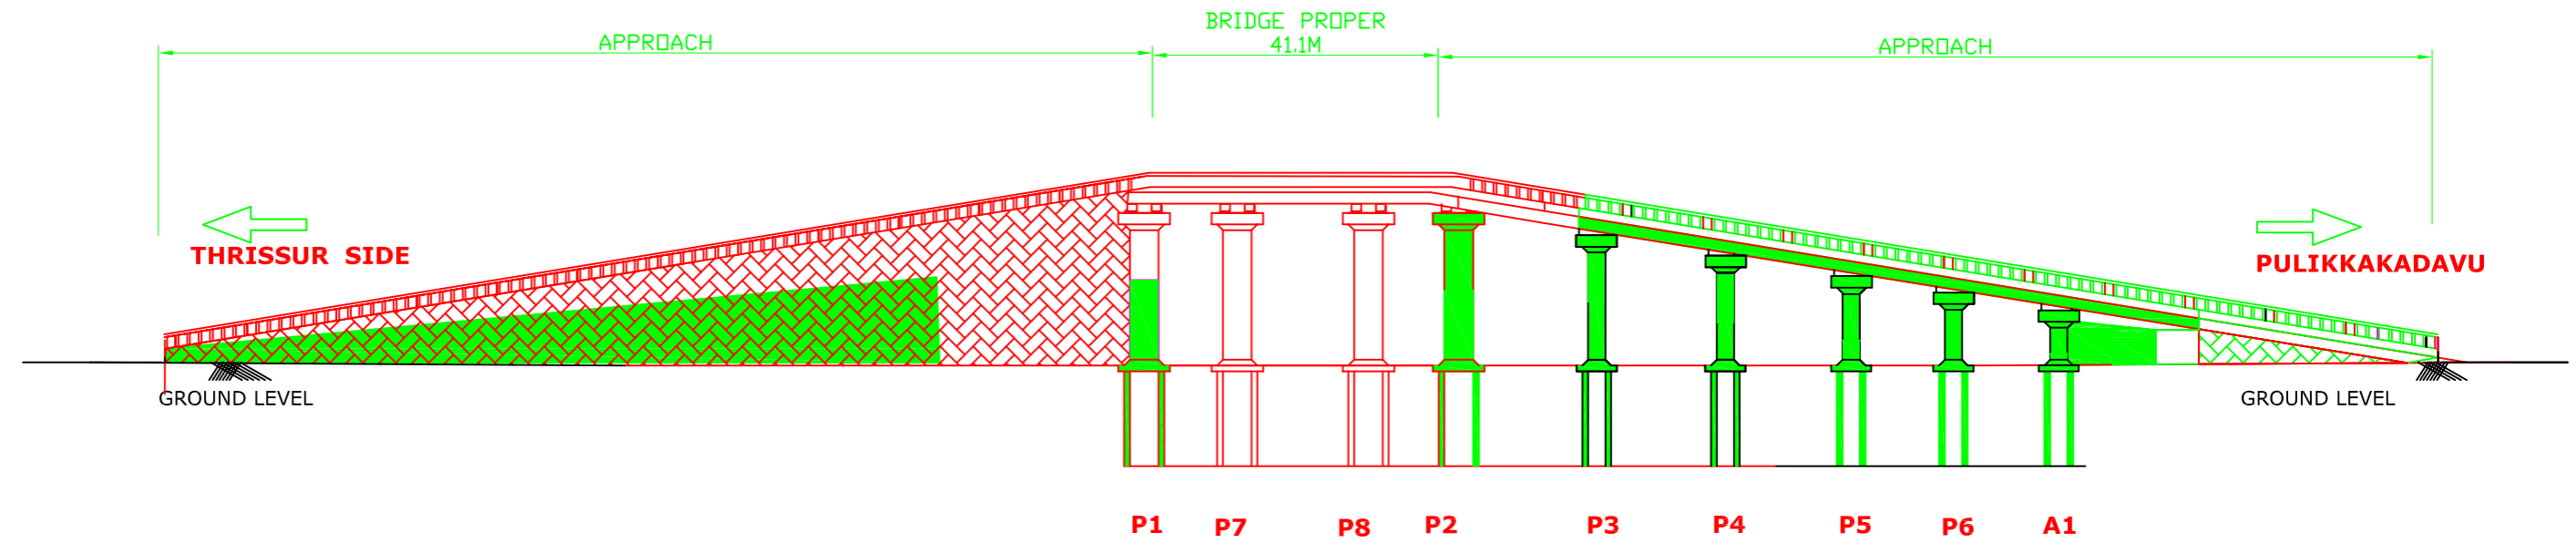 BRIDGE PROPER
APPROACH
41.1M
APPROACH
THRISSUR SIDE
PULIKKAKADAVU
GROUND LEVEL
GROUND LEVEL
P1
P7
P8
P2
P3
P4
P5
P6
A1